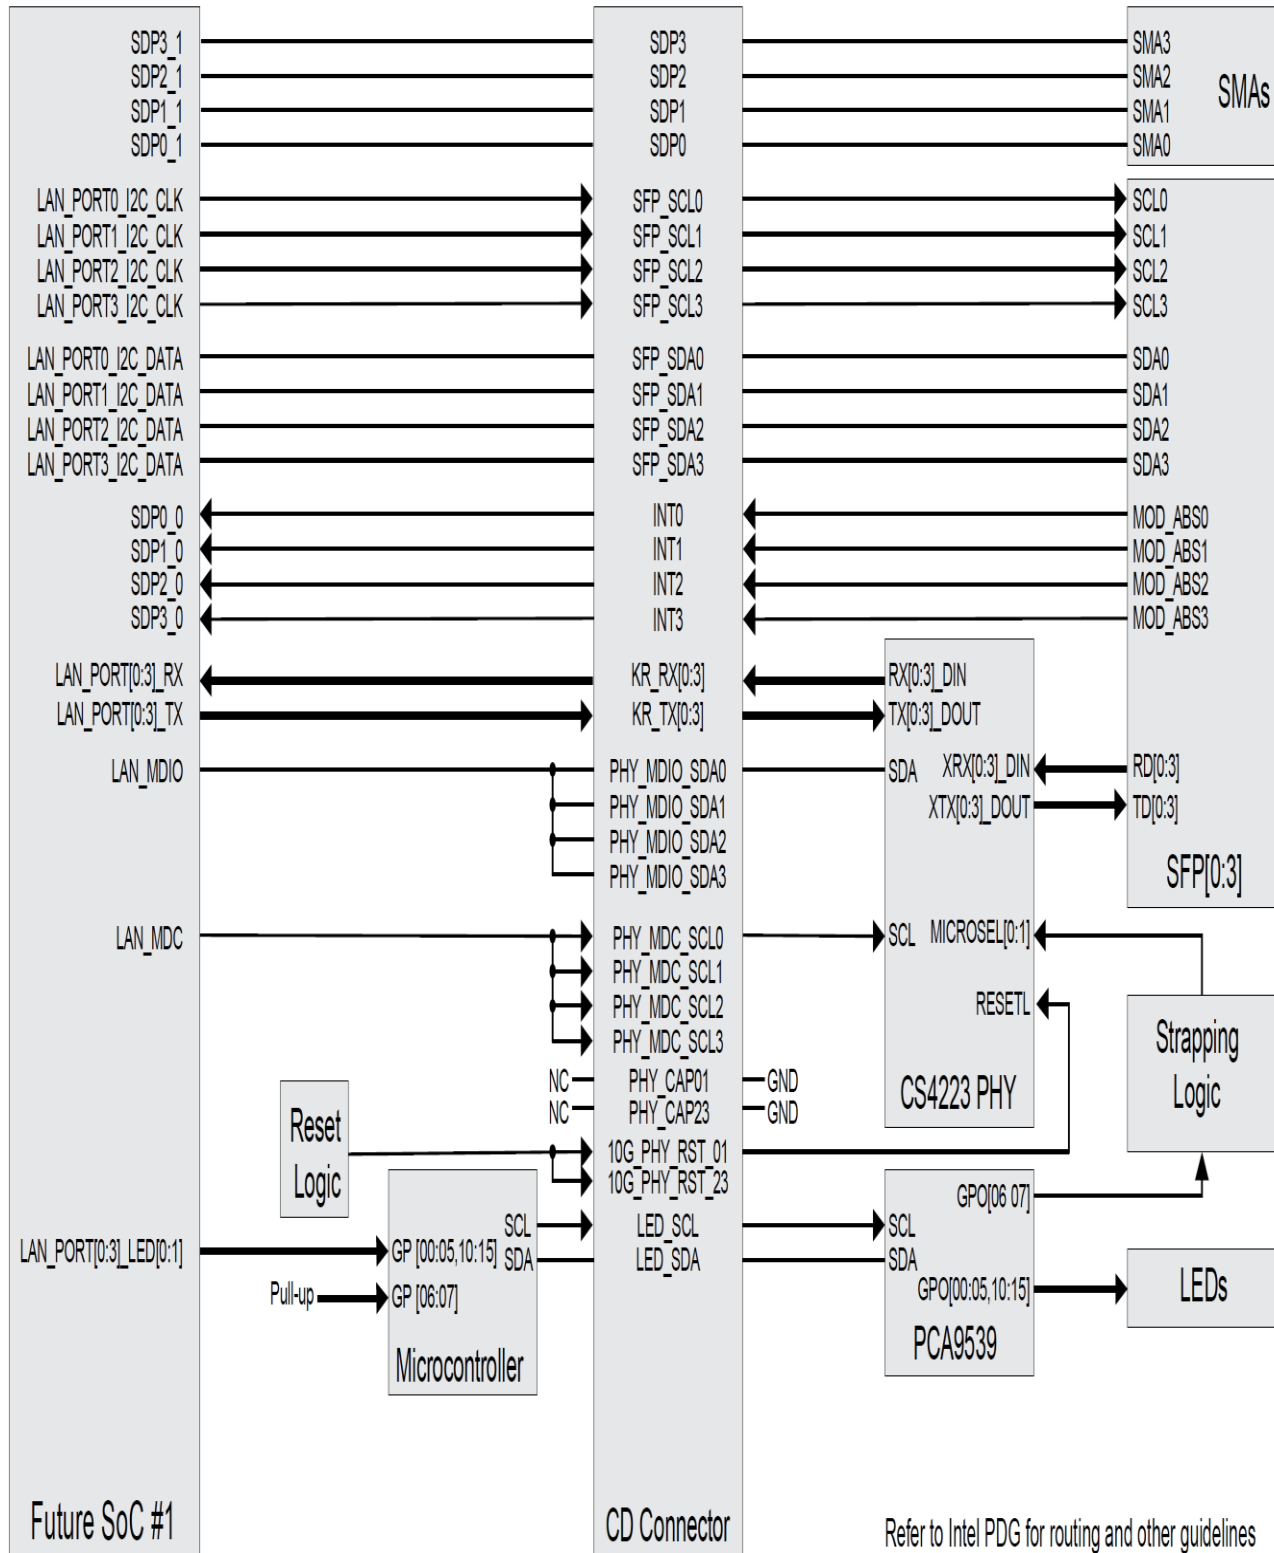 SDP3_1 SDP3 SMA3
SDP2_1 SDP2 SMA2
SMAs
SDP1_1 SDP1 SMA1
SDP0_1 SDP0 SMA0
LAN_PORT0_I2C_CLK SFP_SCL0 SCL0
LAN_PORT1_I2C_CLK SFP_SCL1 SCL1
LAN_PORT2_I2C_CLK SFP_SCL2 SCL2
LAN_PORT3_I2C_CLK SFP_SCL3 SCL3
LAN_PORT0_I2C_DATA SFP_SDA0 SDA0
LAN_PORT1_I2C_DATA SFP_SDA1 SDA1
LAN_PORT2_I2C_DATA SFP_SDA2 SDA2
LAN_PORT3_I2C_DATA SFP_SDA3 SDA3
SDP0_0 INT0 MOD_ABS0
SDP1_0 INT1 MOD_ABS1
SDP2_0 INT2 MOD_ABS2
SDP3_0 INT3 MOD_ABS3
LAN_PORT[0:3]_RX KR_RX[0:3] RX[0:3]_DIN
LAN_PORT[0:3]_TX KR_TX[0:3] TX[0:3]_DOUT
LAN_MDIO PHY_MDIO_SDA0 SDA XRX[0:3]_DIN RD[0:3]
PHY_MDIO_SDA1 XTX[0:3]_DOUT TD[0:3]
PHY_MDIO_SDA2
PHY_MDIO_SDA3
SFP[0:3]
LAN_MDC PHY_MDC_SCL0 SCL MICROSEL[0:1]
PHY_MDC_SCL1
PHY_MDC_SCL2 RESETL
PHY_MDC_SCL3
Strapping
Logic
NC PHY_CAP01 GND
CS4223 PHY
NC PHY_CAP23 GND
Reset
Logic
10G_PHY_RST_01
10G_PHY_RST_23
GPO[06 07]
SCL LED_SCL SCL
LAN_PORT[0:3]_LED[0:1] GP [00:05,10:15] SDA LED_SDA SDA
Pull-up GP [06:07] GPO[00:05,10:15] LEDs
Microcontroller PCA9539
Future SoC #1 CD Connector Refer to Intel PDG for routing and other guidelines